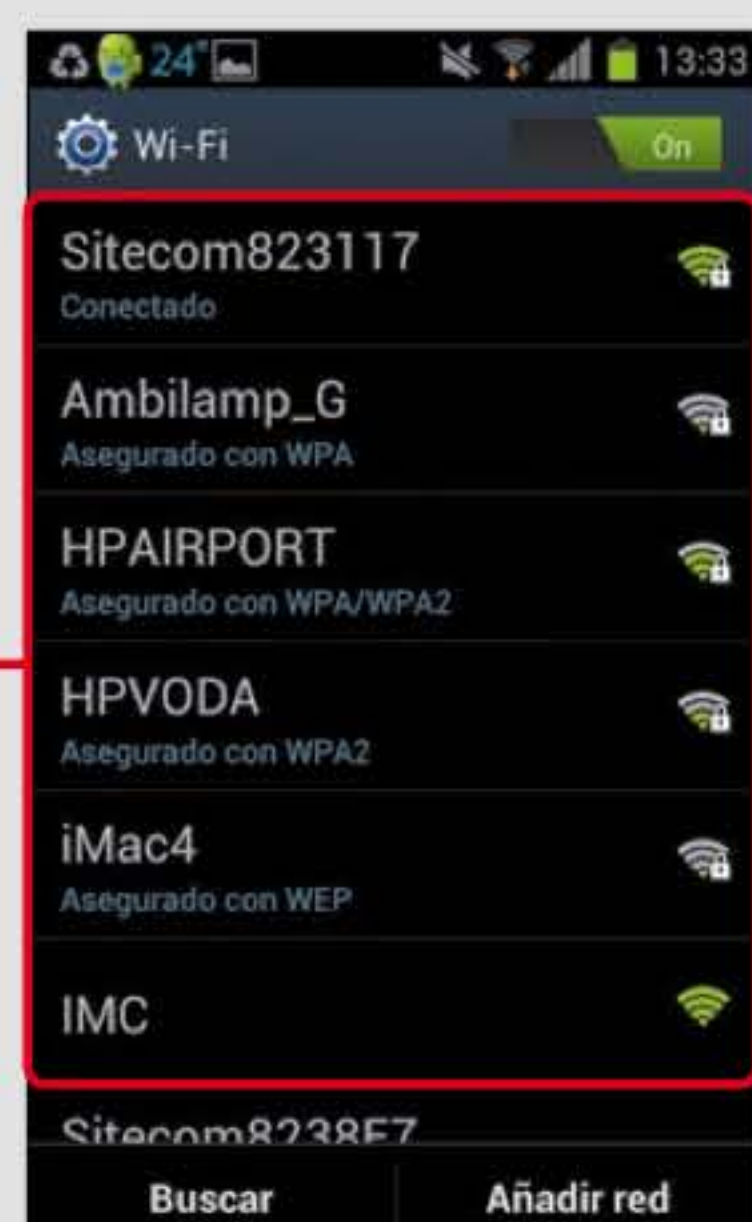 24°
13:33
Wi-Fi
On
Sitecom823117
Conectado
Ambilamp_G
Asegurado con WPA
HPAIRPORT
Asegurado con WPA/WPA2
HPVODA
Asegurado con WPA2
iMac4
Asegurado con WEP
IMC
Sitecom8238F7
Buscar
Añadir red